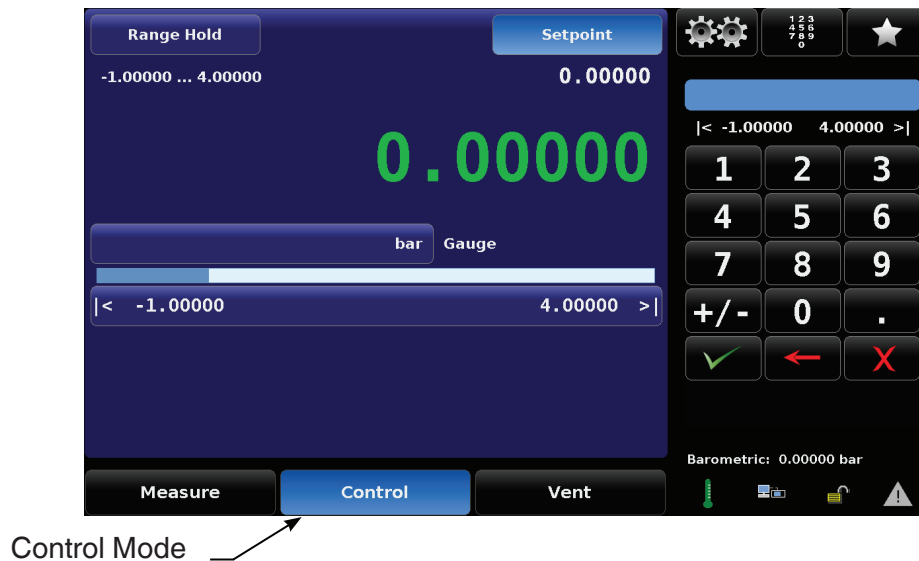 Range Hold
Setpoint
-1.00000 ... 4.00000
0.00000
0.00000
bar Gauge
|< -1.00000 4.00000 >|
1 2 3
4 5 6
7 8 9
0
|< -1.00000 4.00000 >|
1 2 3
4 5 6
7 8 9
+/- 0 .
X
Barometric: 0.00000 bar
Measure Control Vent
Control Mode